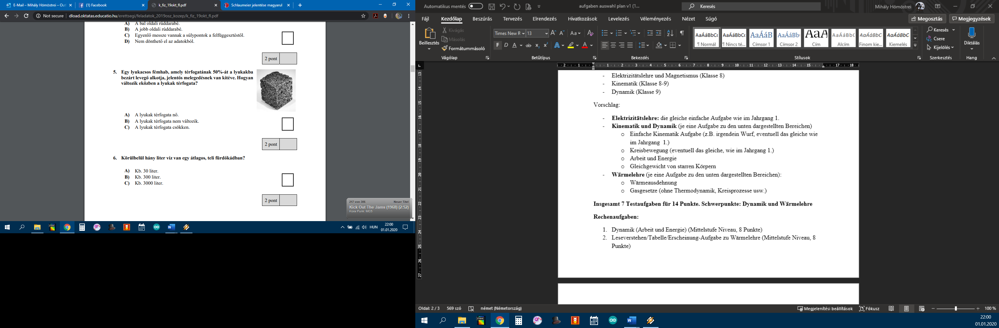 E-Mail – Mihály Hömöstrei – Out
(1) Facebook
k_fiz_19okt_fl.pdf
Schlaumeier jelentése magyarul
Not secure
dload.oktatas.educatio.hu/erettsegi/feladatok_2019osz_kozep/k_fiz_19okt_fl.pdf
A) A bal oldali rúddarabé.
B) A jobb oldali rúddarabé.
C) Egyenlő messze vannak a súlypontok a felfüggesztéstől.
D) Nem dönthető el az adatokból.
2 pont
5. Egy lyukacsos fémhab, amely térfogatának 50%-át a lyukakba
bezárt levegő alkotja, jelentős melegedésnek van kitéve. Hogyan
változik eközben a lyukak térfogata?
A) A lyukak térfogata nő.
B) A lyukak térfogata nem változik.
C) A lyukak térfogata csökken.
2 pont
6. Körülbelül hány liter víz van egy átlagos, teli fürdőkádban?
A) Kb. 30 liter.
B) Kb. 300 liter.
C) Kb. 3000 liter.
2 pont
217 von 306 Neuer Titel
Kick Out The Jams (1968) (2:52)
Kora Punk: MC5
HUN
22:00
01.01.2020
Automatikus mentés
aufgaben auswahl plan v1 (1...
Keresés
Mihály Hömöstrei
Fájl Kezdőlap Beszúrás Tervezés Elrendezés Hivatkozások Levelezés Véleményezés Nézet Súgó
Megosztás
Megjegyzések
Beillesztés
Kivágás
Másolás
Formátummásoló
Vágólap
Times New R
13
Betűtípus
Bekezdés
AaÁáBbCc AaÁáBbCc AaÁáB AaÁáBb AaA AaÁáBbC AaÁáBbC AaÁáBbC
¶ Normál ¶ Nincs té... Címsor 1 Címsor 2 Cím Alcím Finom kie... Kiemelés
Stílusok
Keresés
Csere
Kijelölés
Szerkesztés
Diktálás
Hang
- Elektrizitätslehre und Magnetismus (Klasse 8)
- Kinematik (Klasse 8-9)
- Dynamik (Klasse 9)
Vorschlag:
- Elektrizitätslehre: die gleiche einfache Aufgabe wie im Jahrgang 1.
- Kinematik und Dynamik (je eine Aufgabe zu den unten dargestellten Bereichen)
o Einfache Kinematik Aufgabe (z.B. irgendein Wurf, eventuell das gleiche wie
im Jahrgang 1.)
o Kreisbewegung (eventuell das gleiche, wie im Jahrgang 1.)
o Arbeit und Energie
o Gleichgewicht von starren Körpern
- Wärmelehre (je eine Aufgabe zu den unten dargestellten Bereichen):
o Wärmeausdehnung
o Gasgesetze (ohne Thermodynamik, Kreisprozesse usw.)
Insgesamt 7 Testaufgaben für 14 Punkte. Schwerpunkte: Dynamik und Wärmelehre
Rechenaufgaben:
1. Dynamik (Arbeit und Energie) (Mittelstufe Niveau, 8 Punkte)
2. Leseverstehen/Tabelle/Erscheinung-Aufgabe zu Wärmelehre (Mittelstufe Niveau, 8
Punkte)
Oldal: 2 / 3 569 szó német (Németország)
Megjelenítési beállítások
Fókusz
100 %
22:00
01.01.2020